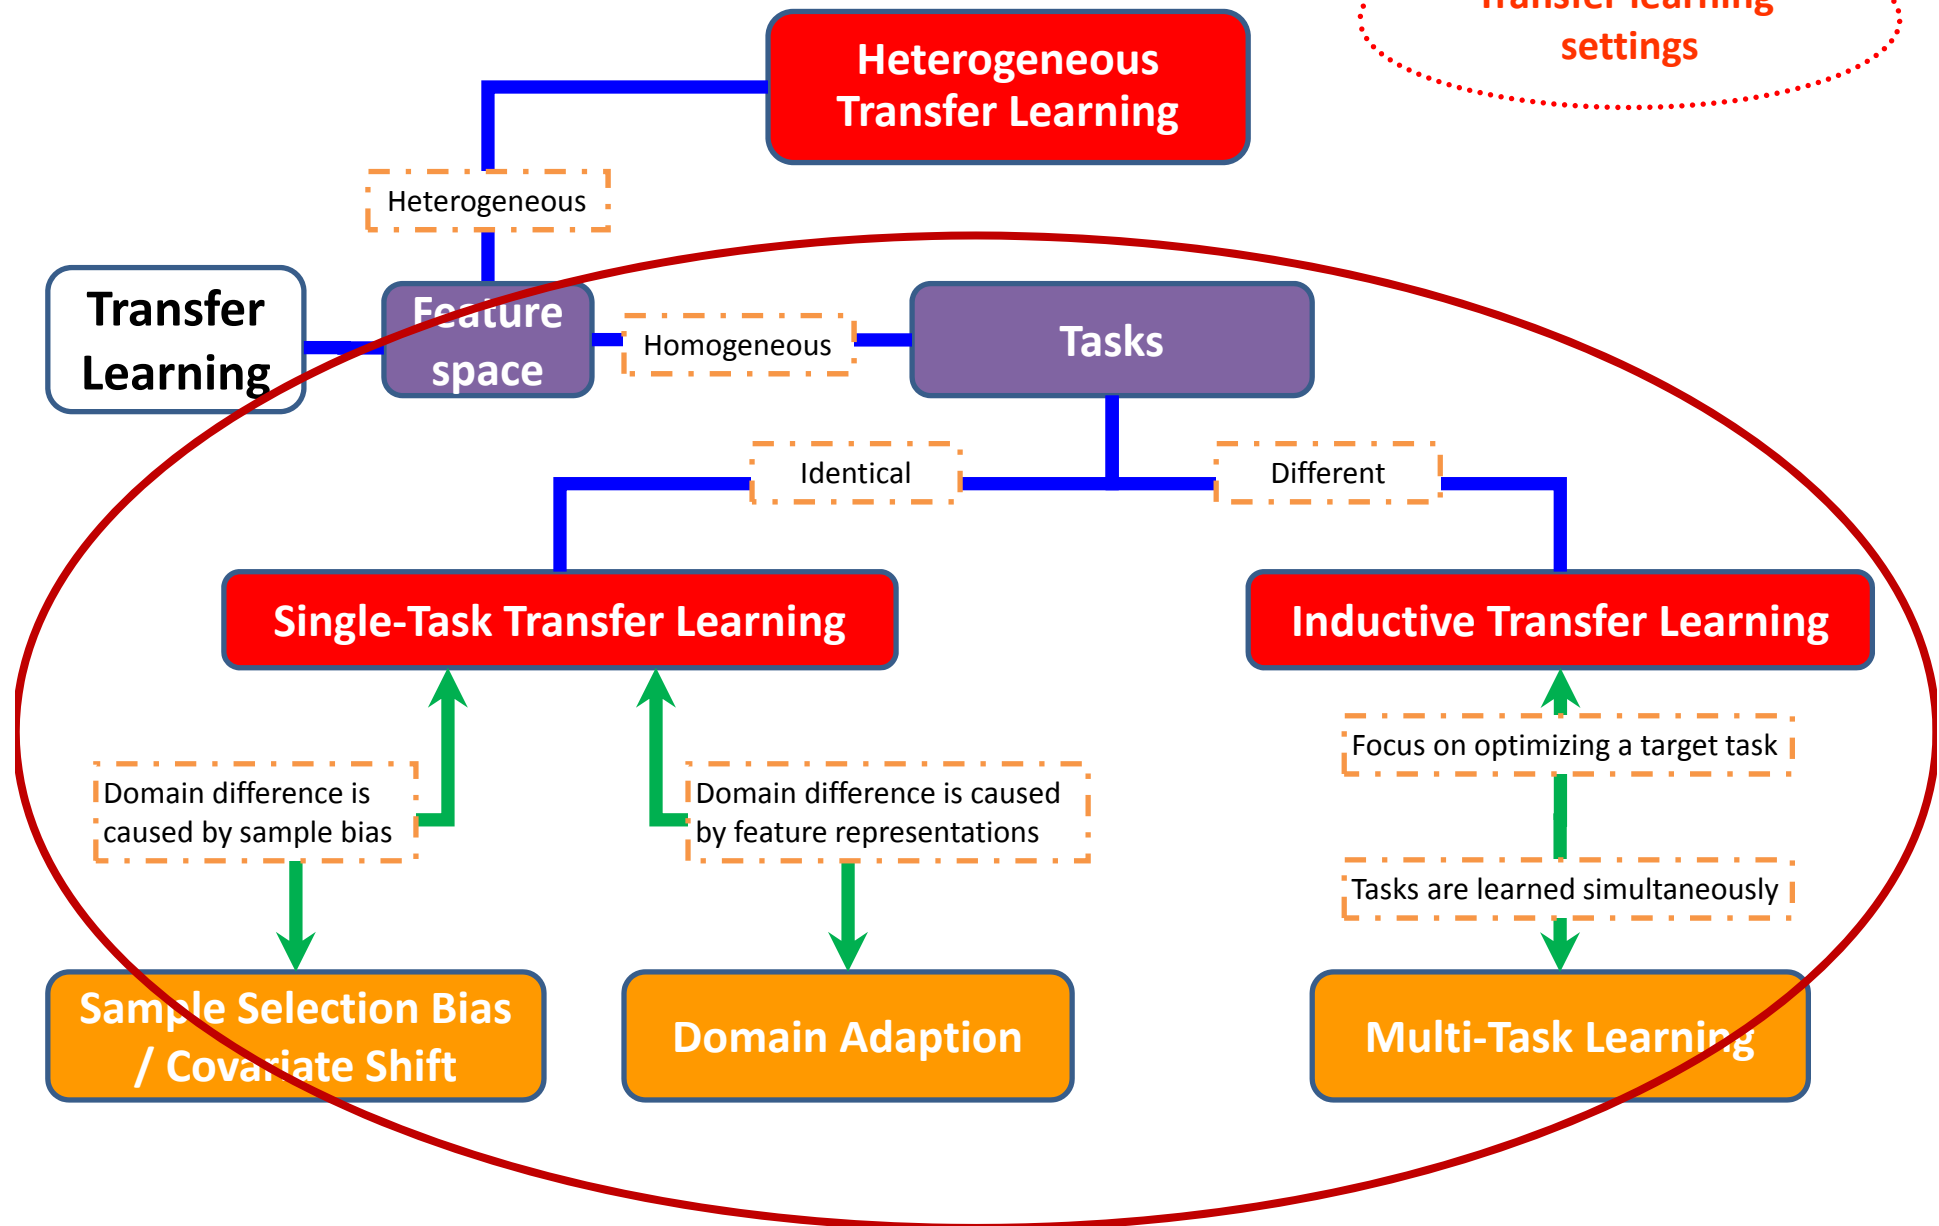 Transfer learning
settings
Heterogeneous
Transfer Learning
Heterogeneous
Transfer
Learning
Feature
space
Homogeneous
Tasks
Identical
Different
Single-Task Transfer Learning
Inductive Transfer Learning
Focus on optimizing a target task
Domain difference is
caused by sample bias
Domain difference is caused
by feature representations
Tasks are learned simultaneously
Sample Selection Bias
/ Covariate Shift
Domain Adaption
Multi-Task Learning